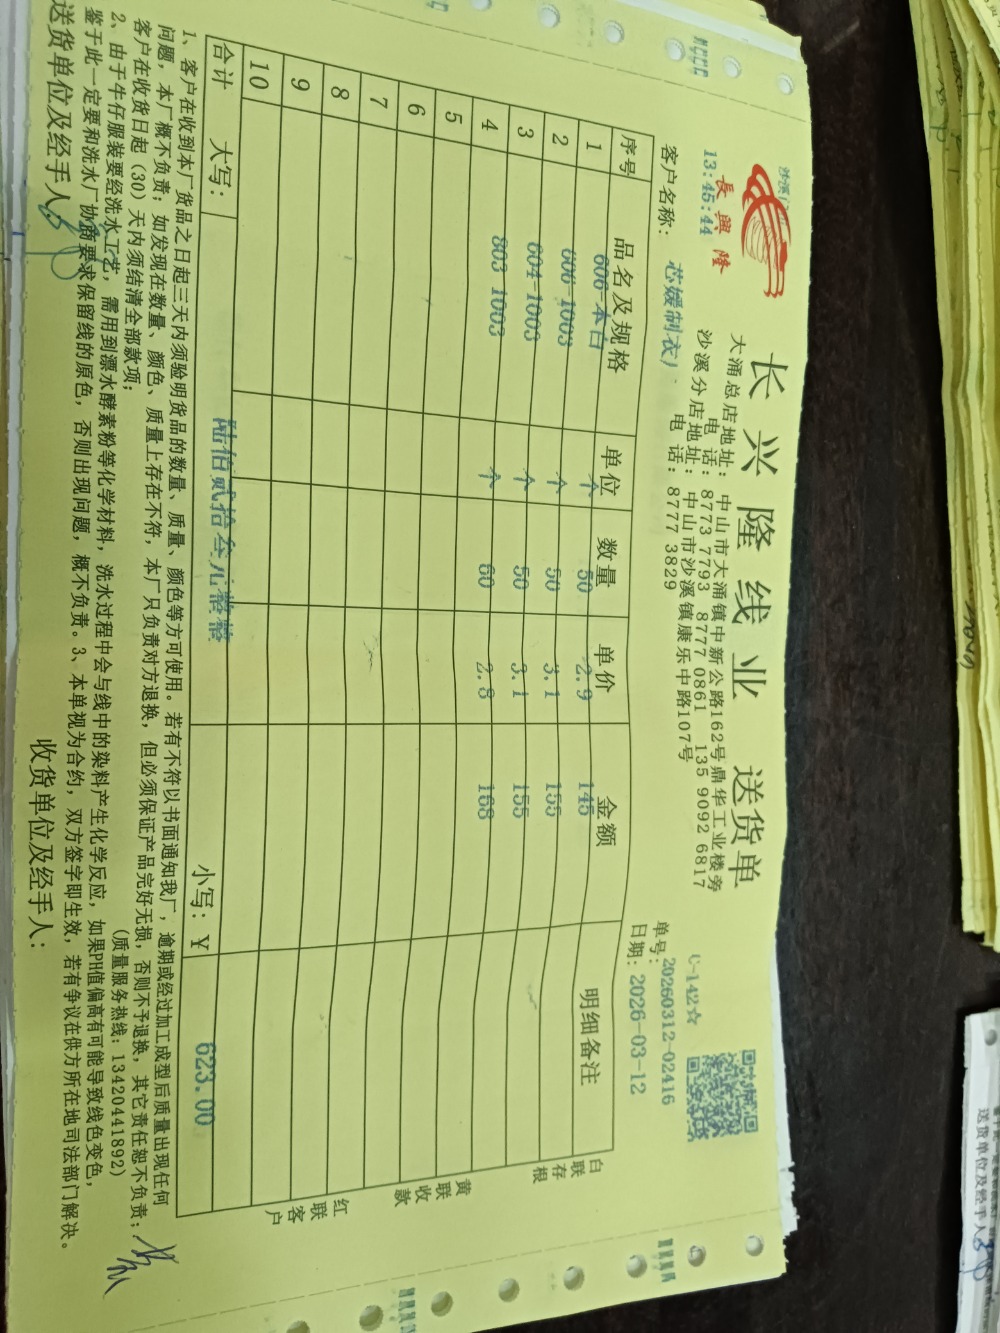 长兴隆线业 送货单
長興隆
13:45:44
大涌总店地址: 中山市大涌镇中新公路162号鼎华工业楼旁
电 话: 8773 7793 8777 0861 135 9092 6817
沙溪分店地址: 中山市沙溪镇康乐中路107号
电 话: 8777 3829
C-142☆
单号: 20260312-02416
日期: 2026-03-12
客户名称: 芯媛制衣)
序号 品名及规格 单位 数量 单价 金额 明细备注
1 606-本白 个 50 2.9 145
2 606-1003 个 50 3.1 155
3 604-1003 个 50 3.1 155
4 803-1003 个 60 2.8 168
5
6
7
8
9
10
合计 大写: 陆佰贰拾叁元整 小写: ¥ 623.00
白联存根
黄联收款
红联客户
1、客户在收到本厂货品之日起三天内须验明货品的数量、质量、颜色等方可使用。若有不符以书面通知我厂,逾期或经过加工成型后质量出现任何
问题,本厂概不负责;如发现在数量、颜色、质量上存在不符,本厂只负责对方退换,但必须保证产品完好无损,否则不予退换,其它责任恕不负责;
客户在收货日起(30)天内须结清全部款项; (质量服务热线: 13420441892)
2、由于牛仔服装要经洗水工艺,需用到漂水酵素粉等化学材料,洗水过程中会与线中的染料产生化学反应,如果PH值偏高有可能导致线色变色,
鉴于此一定要和洗水厂协商要求保留线的原色,否则出现问题,概不负责。3、本单视为合约,双方签字即生效,若有争议在供方所在地司法部门解决。
送货单位及经手人: 收货单位及经手人:
送货单位及经手人